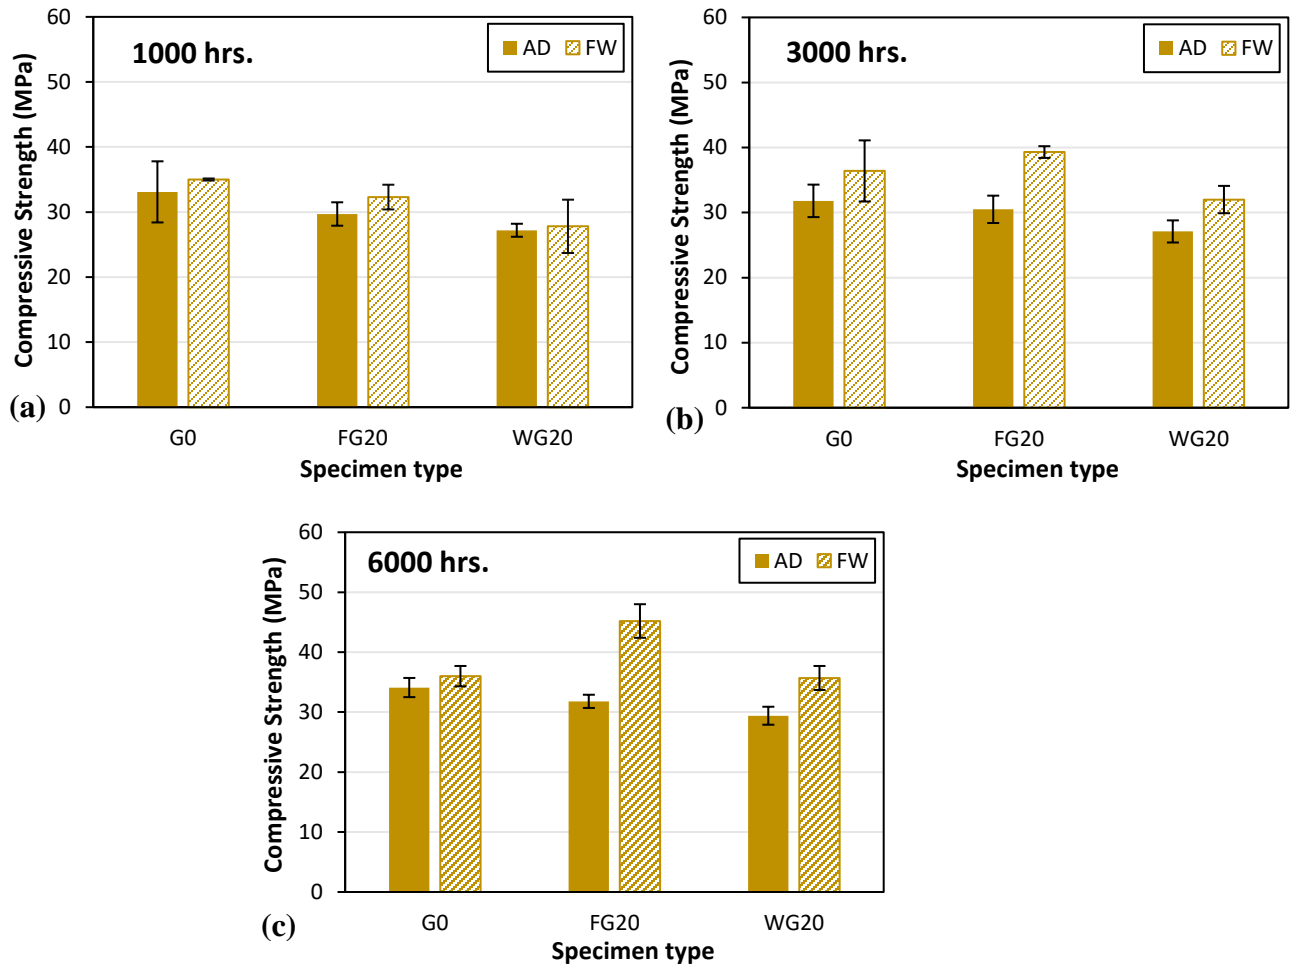 1000 hrs.
AD FW
Compressive Strength (MPa)
60
50
40
30
20
10
0
G0 FG20 WG20
Specimen type
(a)
3000 hrs.
AD FW
Compressive Strength (MPa)
60
50
40
30
20
10
0
G0 FG20 WG20
Specimen type
(b)
6000 hrs.
AD FW
Compressive Strength (MPa)
60
50
40
30
20
10
0
G0 FG20 WG20
Specimen type
(c)